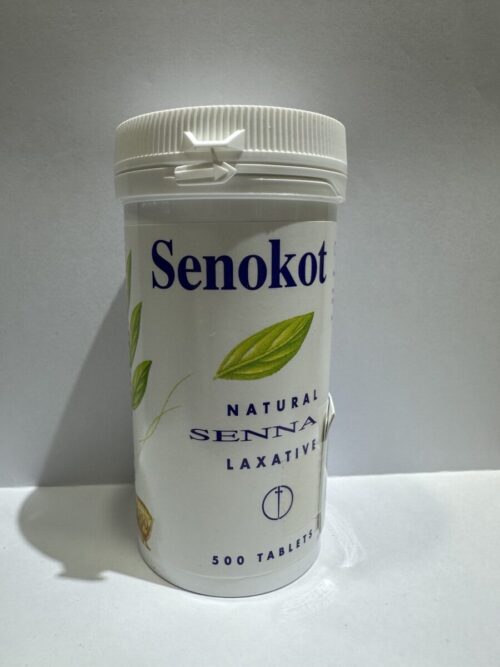 Senokot
NATURAL
SENNA
LAXATIVE
500 TABLETS